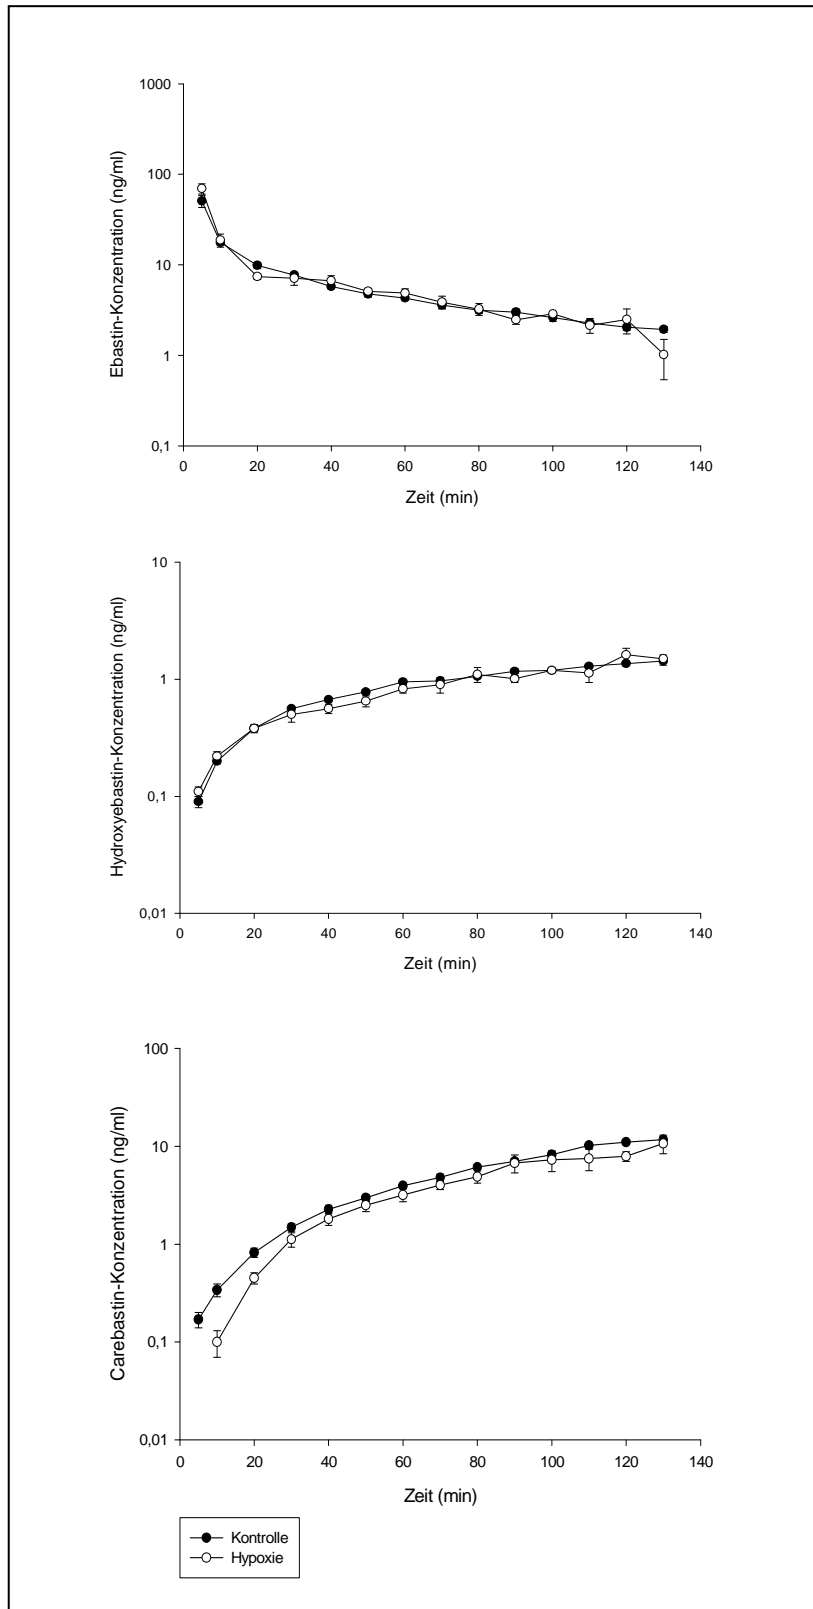 Ebastin-Konzentration (ng/ml)
1000
100
10
1
0,1
0 20 40 60 80 100 120 140
Zeit (min)
Hydroxyebastin-Konzentration (ng/ml)
10
1
0,1
0,01
0 20 40 60 80 100 120 140
Zeit (min)
Carebastin-Konzentration (ng/ml)
100
10
1
0,1
0,01
0 20 40 60 80 100 120 140
Zeit (min)
Kontrolle
Hypoxie